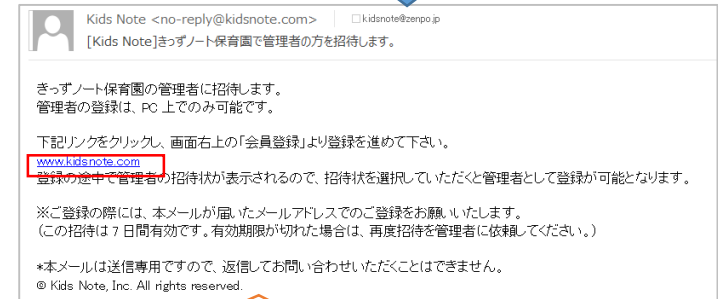 Kids Note <no-reply@kidsnote.com> □kidsnote@zenpo.jp
[Kids Note]きっずノート保育園で管理者の方を招待します。
きっずノート保育園の管理者に招待します。
管理者の登録は、PC 上でのみ可能です。
下記リンクをクリックし、画面右上の「会員登録」より登録を進めて下さい。
www.kidsnote.com
登録の途中で管理者の招待状が表示されるので、招待状を選択していただくと管理者として登録が可能となります。
※ご登録の際には、本メールが届いたメールアドレスでのご登録をお願いいたします。
(この招待は 7 日間有効です。有効期限が切れた場合は、再度招待を管理者に依頼してください。)
*本メールは送信専用ですので、返信してお問い合わせいただくことはできません。
© Kids Note, Inc. All rights reserved.